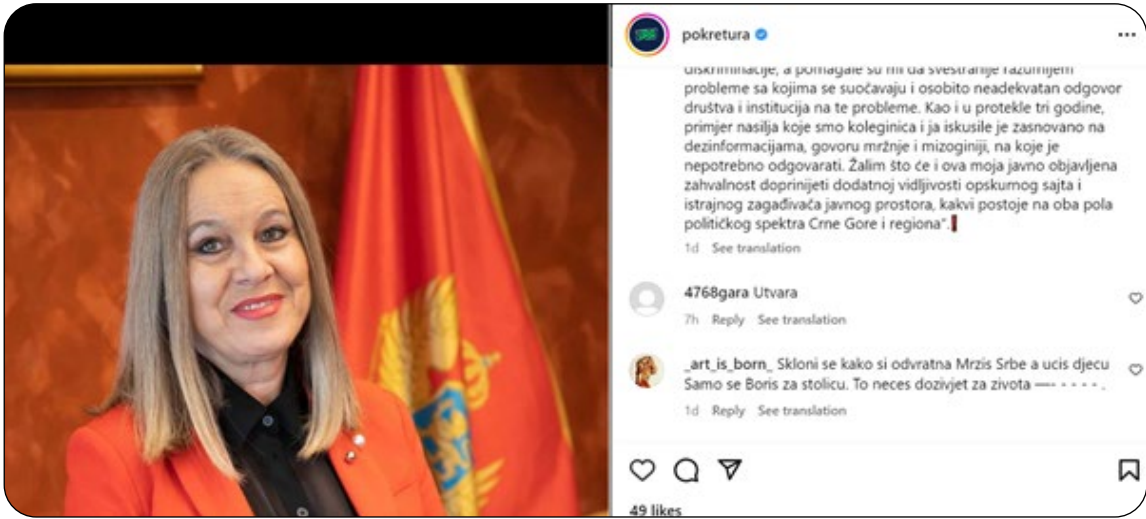 pokretura
diskriminacije, a pomagale su mi da svestranije razumijem
probleme sa kojima se suočavaju i osobito neadekvatan odgovor
društva i institucija na te probleme. Kao i u protekle tri godine,
primjer nasilja koje smo koleginica i ja iskusile je zasnovano na
dezinformacijama, govoru mržnje i mizoginiji, na koje je
nepotrebno odgovarati. Žalim što će i ova moja javno objavljena
zahvalnost doprinijeti dodatnoj vidljivosti opskurnog sajta i
istrajnog zagađivača javnog prostora, kakvi postoje na oba pola
političkog spektra Crne Gore i regiona".
1d See translation
4768gara Utvara
7h Reply See translation
_art_is_born_ Skloni se kako si odvratna Mrzis Srbe a ucis djecu
Samo se Boris za stolicu. To neces dozivjet za zivota —- - - - - .
1d Reply See translation
49 likes